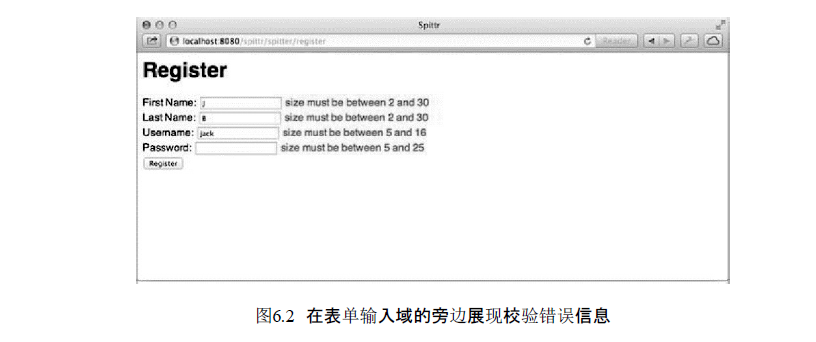 Spittr
localhost:8080/spittr/spitter/register
Reader
Register
First Name: J size must be between 2 and 30
Last Name: B size must be between 2 and 30
Username: jack size must be between 5 and 16
Password: size must be between 5 and 25
Register
图6.2 在表单输入域的旁边展现校验错误信息